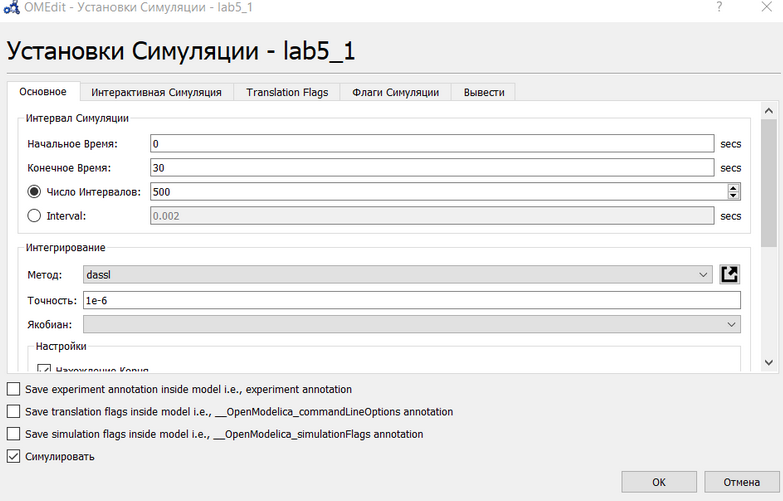 OMEdit - Установки Симуляции - lab5_1
?
Установки Симуляции - lab5_1
Основное Интерактивная Симуляция Translation Flags Флаги Симуляции Вывести
Интервал Симуляции
Начальное Время: 0 secs
Конечное Время: 30 secs
Число Интервалов: 500
Interval: 0.002 secs
Интегрирование
Метод: dassl
Точность: 1e-6
Якобиан:
Настройки
Нахождение Корня
Save experiment annotation inside model i.e., experiment annotation
Save translation flags inside model i.e., __OpenModelica_commandLineOptions annotation
Save simulation flags inside model i.e., __OpenModelica_simulationFlags annotation
Симулировать
OK Отмена